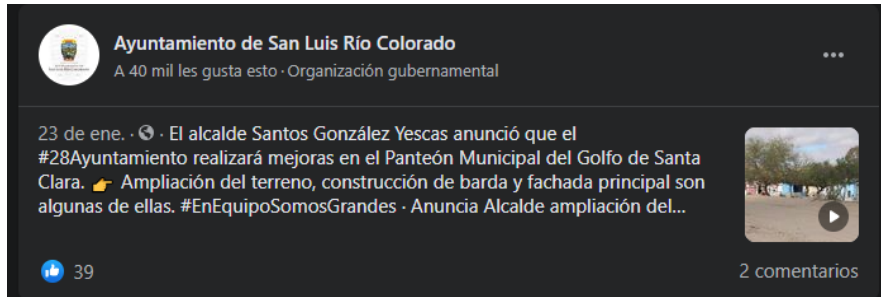 Ayuntamiento de San Luis Río Colorado
A 40 mil les gusta esto · Organización gubernamental
23 de ene. · · El alcalde Santos González Yescas anunció que el
#28Ayuntamiento realizará mejoras en el Panteón Municipal del Golfo de Santa
Clara. 👉 Ampliación del terreno, construcción de barda y fachada principal son
algunas de ellas. #EnEquipoSomosGrandes · Anuncia Alcalde ampliación del...
39
2 comentarios